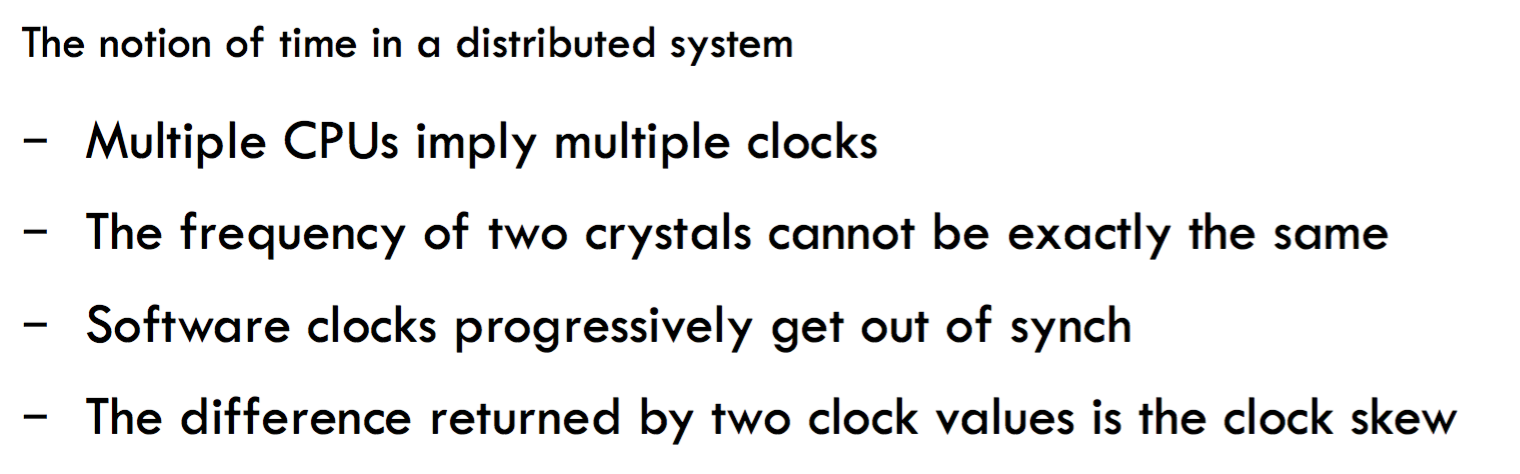 The notion of time in a distributed system
− Multiple CPUs imply multiple clocks
− The frequency of two crystals cannot be exactly the same
− Software clocks progressively get out of synch
− The difference returned by two clock values is the clock skew